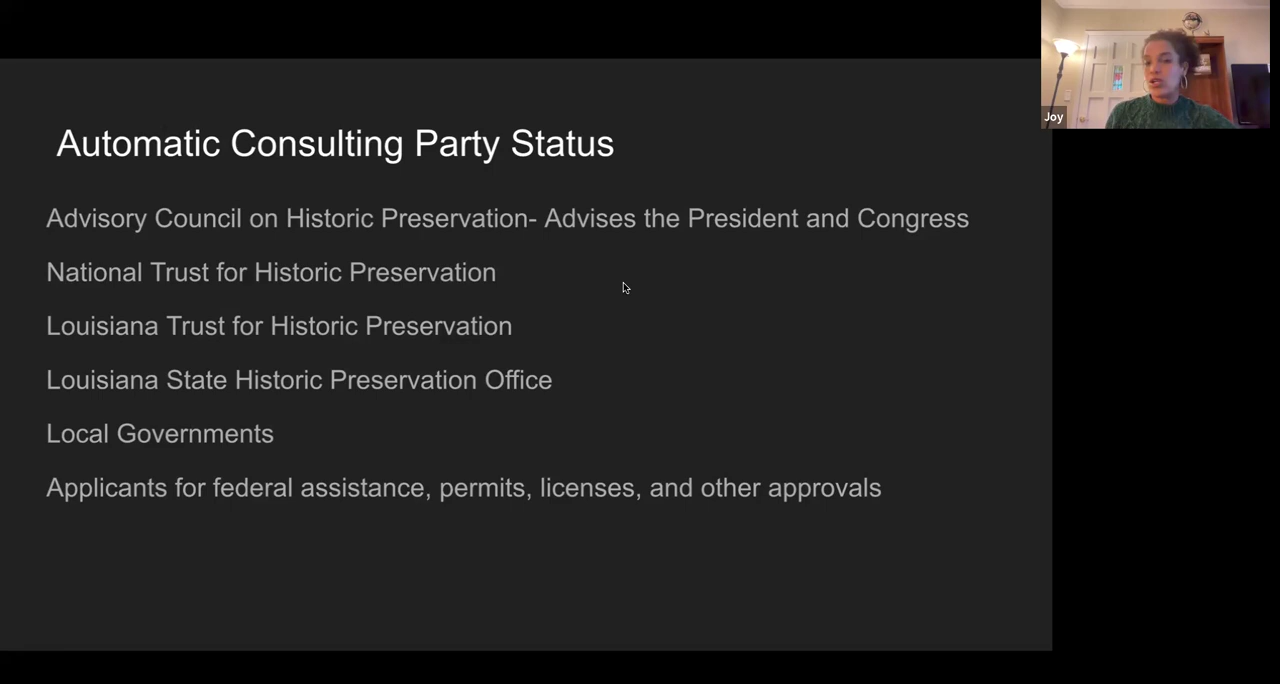 Automatic Consulting Party Status
Advisory Council on Historic Preservation- Advises the President and Congress
National Trust for Historic Preservation
Louisiana Trust for Historic Preservation
Louisiana State Historic Preservation Office
Local Governments
Applicants for federal assistance, permits, licenses, and other approvals
Joy